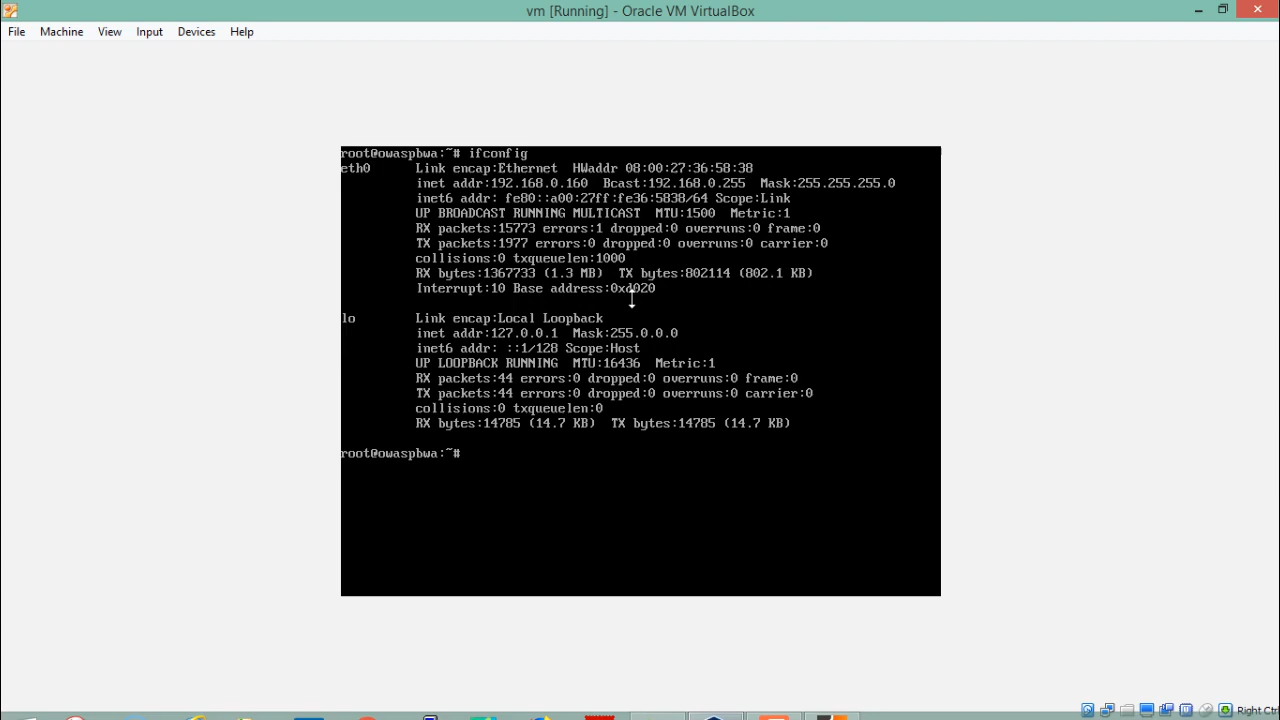 vm [Running] - Oracle VM VirtualBox
File Machine View Input Devices Help
root@owaspbwa:~# ifconfig
eth0 Link encap:Ethernet HWaddr 08:00:27:36:58:38
inet addr:192.168.0.160 Bcast:192.168.0.255 Mask:255.255.255.0
inet6 addr: fe80::a00:27ff:fe36:5838/64 Scope:Link
UP BROADCAST RUNNING MULTICAST MTU:1500 Metric:1
RX packets:15773 errors:1 dropped:0 overruns:0 frame:0
TX packets:1977 errors:0 dropped:0 overruns:0 carrier:0
collisions:0 txqueuelen:1000
RX bytes:1367733 (1.3 MB) TX bytes:802114 (802.1 KB)
Interrupt:10 Base address:0xd020
lo Link encap:Local Loopback
inet addr:127.0.0.1 Mask:255.0.0.0
inet6 addr: ::1/128 Scope:Host
UP LOOPBACK RUNNING MTU:16436 Metric:1
RX packets:44 errors:0 dropped:0 overruns:0 frame:0
TX packets:44 errors:0 dropped:0 overruns:0 carrier:0
collisions:0 txqueuelen:0
RX bytes:14785 (14.7 KB) TX bytes:14785 (14.7 KB)
root@owaspbwa:~#
Right Ctr